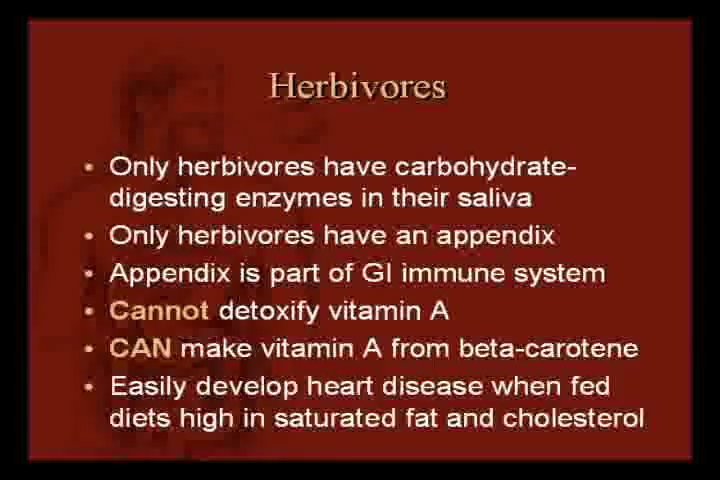 Herbivores
• Only herbivores have carbohydrate-
digesting enzymes in their saliva
• Only herbivores have an appendix
• Appendix is part of GI immune system
• Cannot detoxify vitamin A
• CAN make vitamin A from beta-carotene
• Easily develop heart disease when fed
diets high in saturated fat and cholesterol